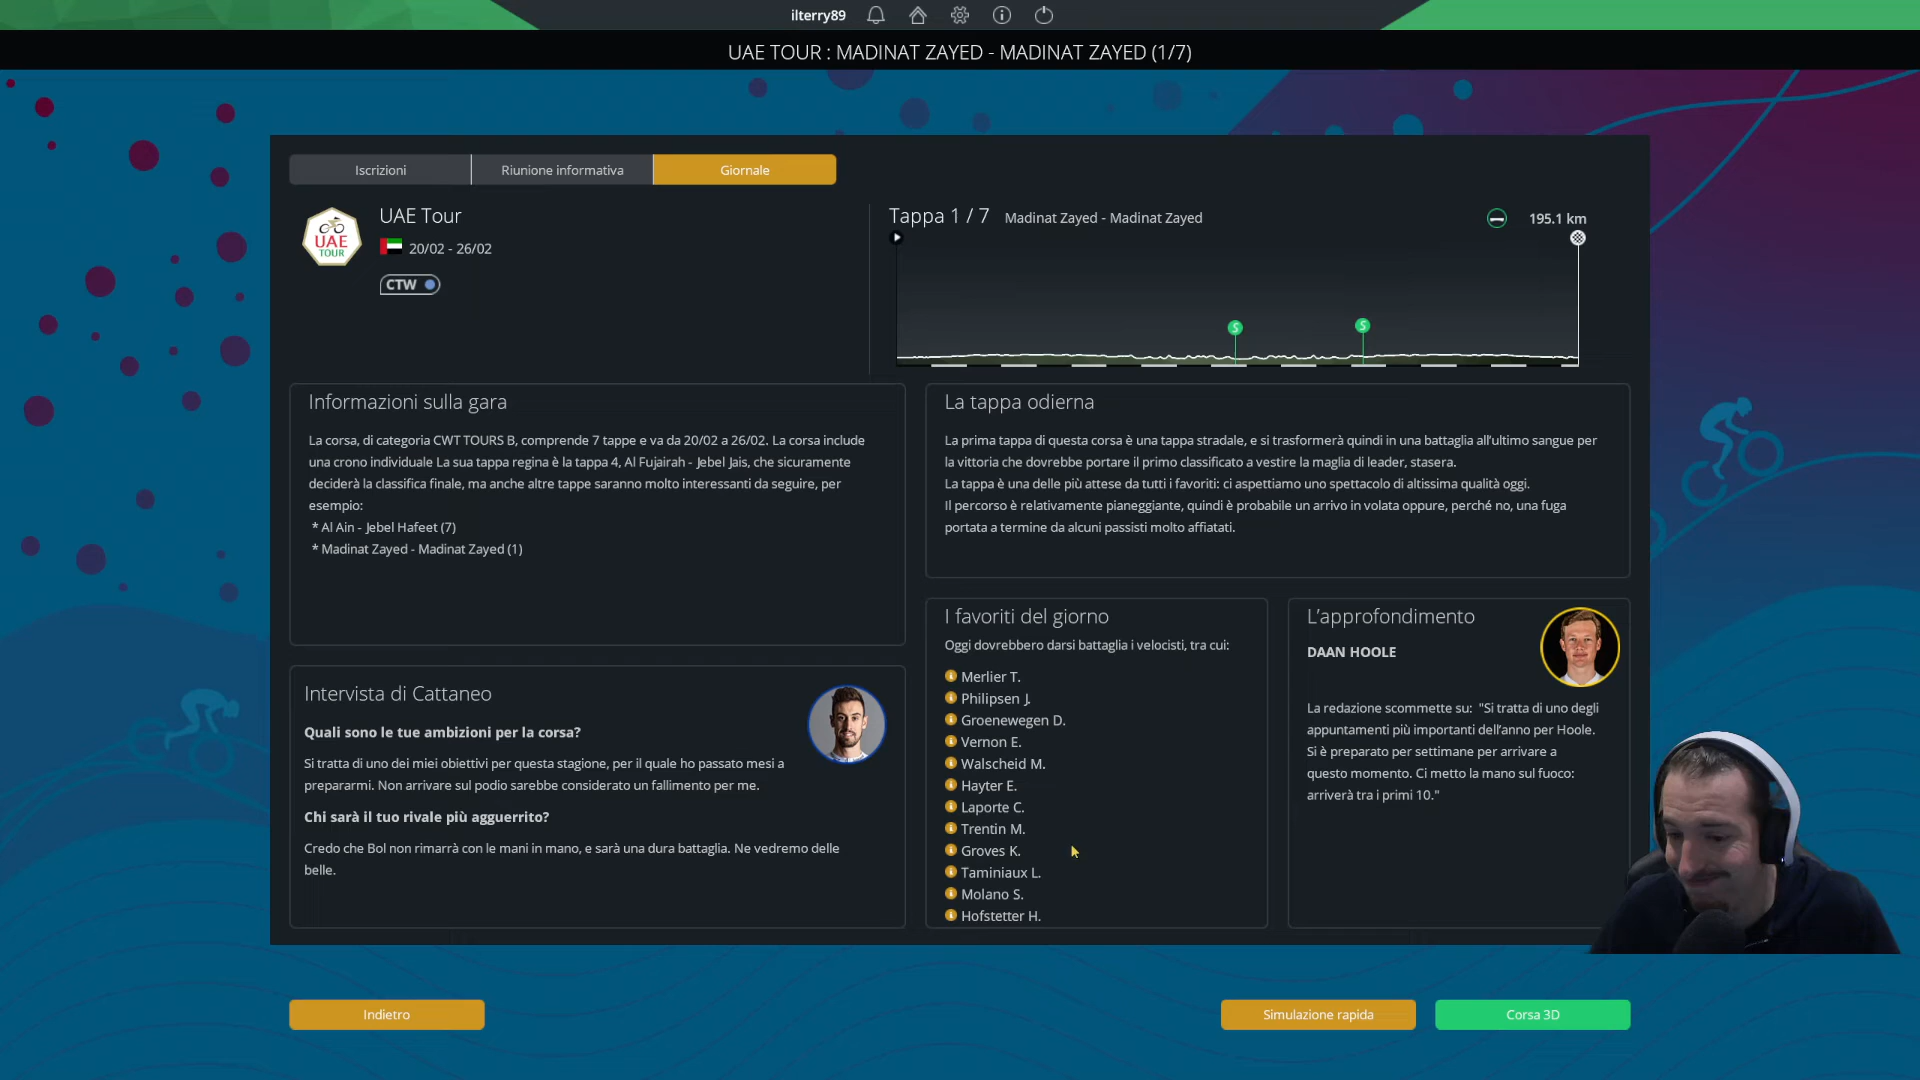 ilterry89
UAE TOUR : MADINAT ZAYED - MADINAT ZAYED (1/7)
Iscrizioni
Riunione informativa
Giornale
UAE
TOUR
UAE Tour
20/02 - 26/02
CTW
Tappa 1 / 7
Madinat Zayed - Madinat Zayed
195.1 km
S
S
Informazioni sulla gara
La corsa, di categoria CWT TOURS B, comprende 7 tappe e va da 20/02 a 26/02. La corsa include
una crono individuale La sua tappa regina è la tappa 4, Al Fujairah - Jebel Jais, che sicuramente
deciderà la classifica finale, ma anche altre tappe saranno molto interessanti da seguire, per
esempio:
* Al Ain - Jebel Hafeet (7)
* Madinat Zayed - Madinat Zayed (1)
La tappa odierna
La prima tappa di questa corsa è una tappa stradale, e si trasformerà quindi in una battaglia all'ultimo sangue per
la vittoria che dovrebbe portare il primo classificato a vestire la maglia di leader, stasera.
La tappa è una delle più attese da tutti i favoriti: ci aspettiamo uno spettacolo di altissima qualità oggi.
Il percorso è relativamente pianeggiante, quindi è probabile un arrivo in volata oppure, perché no, una fuga
portata a termine da alcuni passisti molto affiatati.
Intervista di Cattaneo
Quali sono le tue ambizioni per la corsa?
Si tratta di uno dei miei obiettivi per questa stagione, per il quale ho passato mesi a
prepararmi. Non arrivare sul podio sarebbe considerato un fallimento per me.
Chi sarà il tuo rivale più agguerrito?
Credo che Bol non rimarrà con le mani in mano, e sarà una dura battaglia. Ne vedremo delle
belle.
I favoriti del giorno
Oggi dovrebbero darsi battaglia i velocisti, tra cui:
Merlier T.
Philipsen J.
Groenewegen D.
Vernon E.
Walscheid M.
Hayter E.
Laporte C.
Trentin M.
Groves K.
Taminiaux L.
Molano S.
Hofstetter H.
L'approfondimento
DAAN HOOLE
La redazione scommette su: "Si tratta di uno degli
appuntamenti più importanti dell'anno per Hoole.
Si è preparato per settimane per arrivare a
questo momento. Ci metto la mano sul fuoco:
arriverà tra i primi 10."
Indietro
Simulazione rapida
Corsa 3D